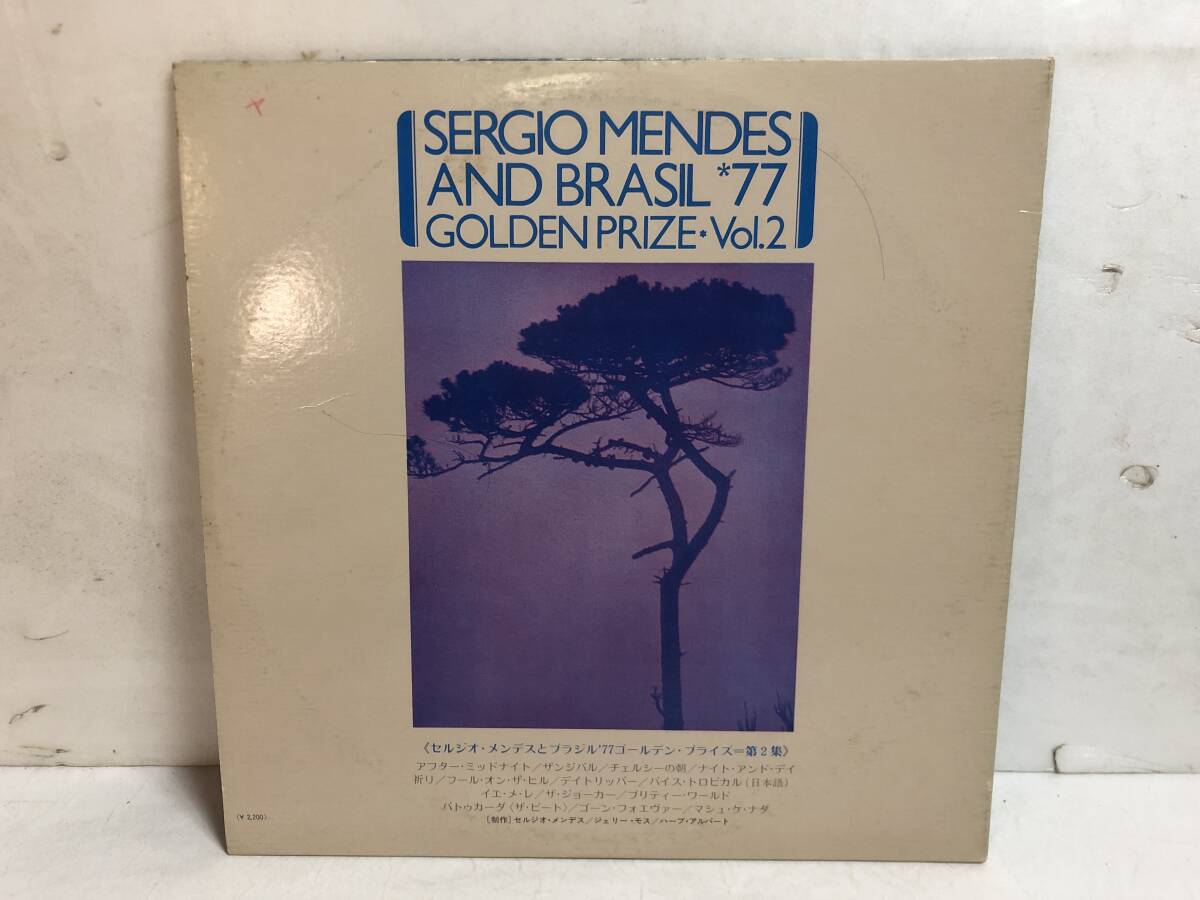 SERGIO MENDES
AND BRASIL *77
GOLDEN PRIZE * Vol.2
《セルジオ・メンデスとブラジル'77ゴールデン・プライズ=第2集》
アフター・ミッドナイト/ザンジバル/チェルシーの朝/ナイト・アンド・デイ
祈り/フール・オン・ザ・ヒル/デイトリッパー/パイス・トロピカル(日本語)
イエ・メ・レ/ザ・ジョーカー/プリティー・ワールド
バトゥカーダ〈ザ・ビート〉/ゴーン・フォエヴァー/マシュ・ケ・ナダ
[制作]セルジオ・メンデス/ジェリー・モス/ハーブ・アルパート
(¥2,200)